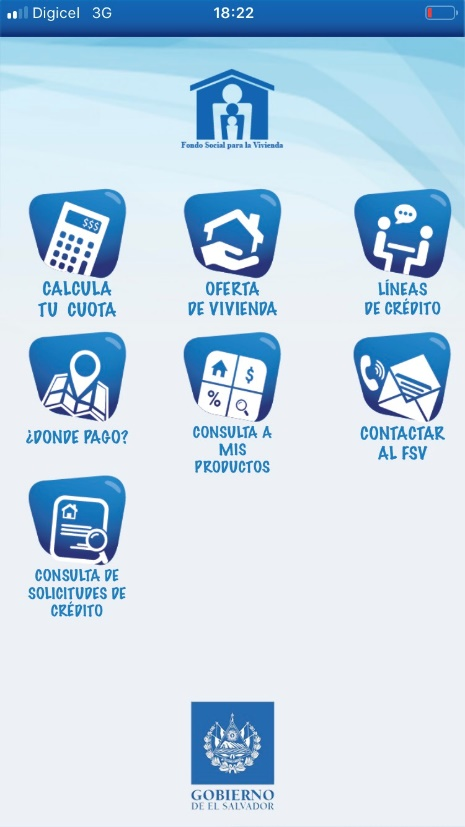 Digicel 3G 18:22
Fondo Social para la Vivienda
$$$
CALCULA
TU CUOTA
OFERTA
DE VIVIENDA
LÍNEAS
DE CRÉDITO
¿DONDE PAGO?
$
%
CONSULTA A
MIS
PRODUCTOS
CONTACTAR
AL FSV
CONSULTA DE
SOLICITUDES DE
CRÉDITO
GOBIERNO
DE EL SALVADOR